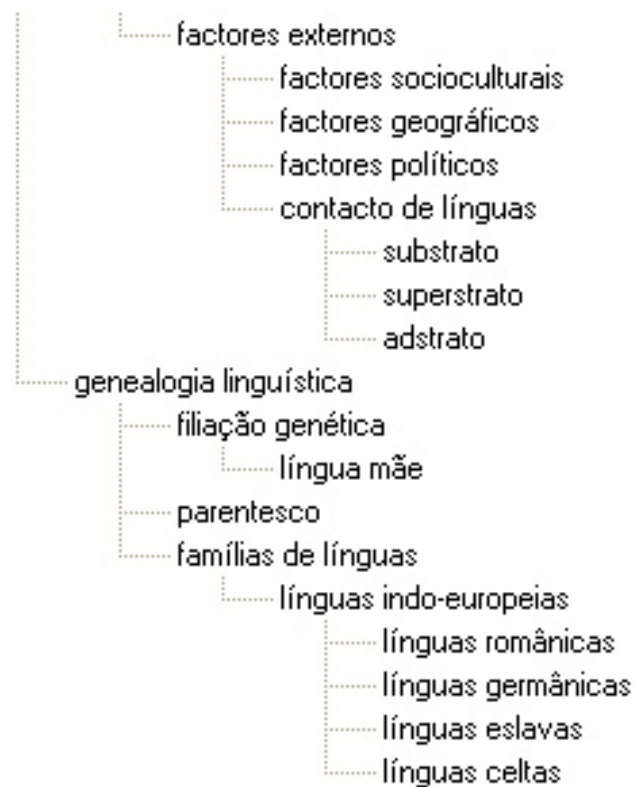 factores externos
factores socioculturais
factores geográficos
factores políticos
contacto de línguas
substrato
superstrato
adstrato
genealogia linguística
filiação genética
língua mãe
parentesco
famílias de línguas
línguas indo-europeias
línguas românicas
línguas germânicas
línguas eslavas
línguas celtas